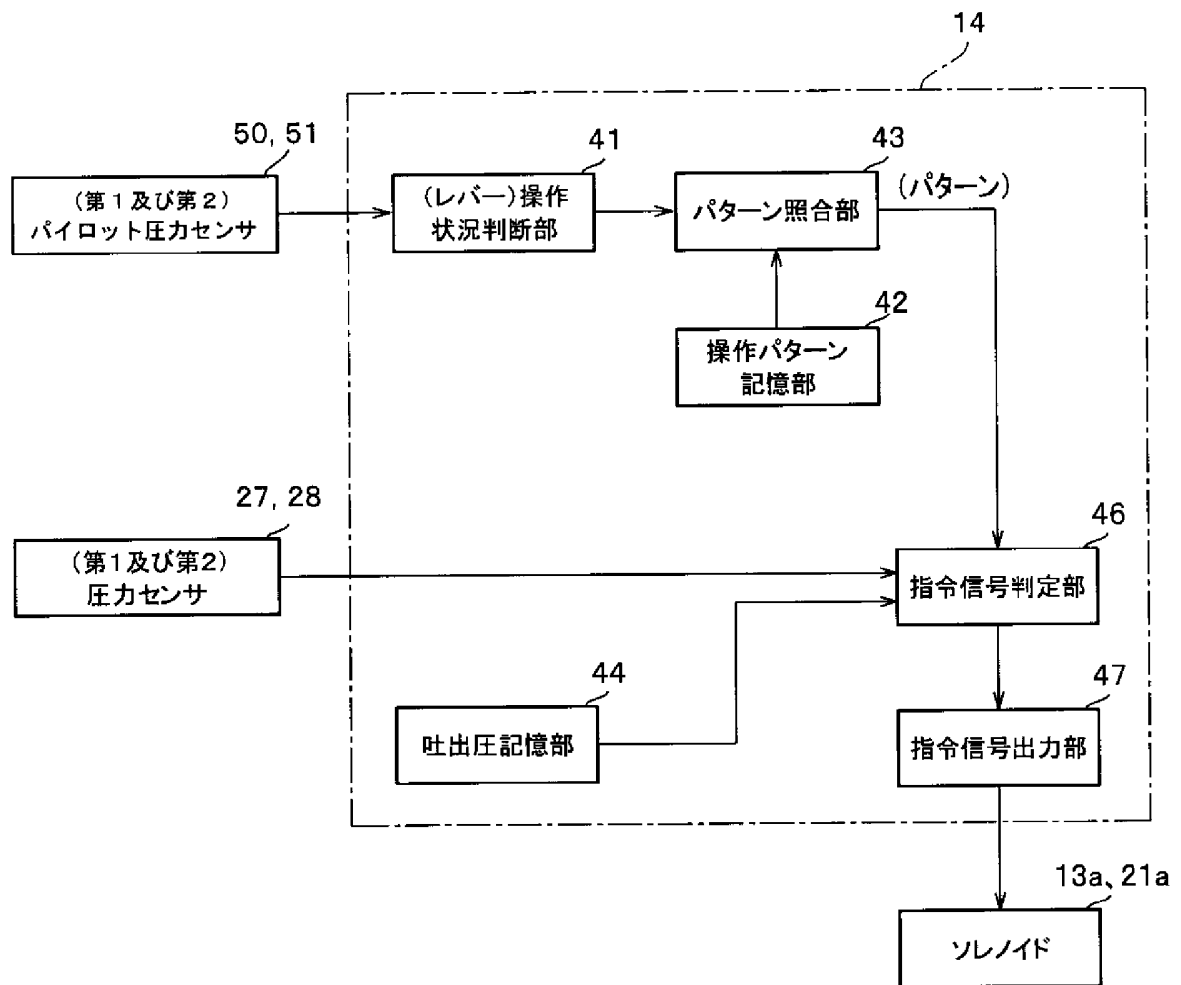 14
50, 51
41
43
(第1及び第2)
パイロット圧力センサ
(レバー)操作
状況判断部
パターン照合部
(パターン)
42
操作パターン
記憶部
27, 28
46
(第1及び第2)
圧力センサ
指令信号判定部
44
47
吐出圧記憶部
指令信号出力部
13a、21a
ソレノイド